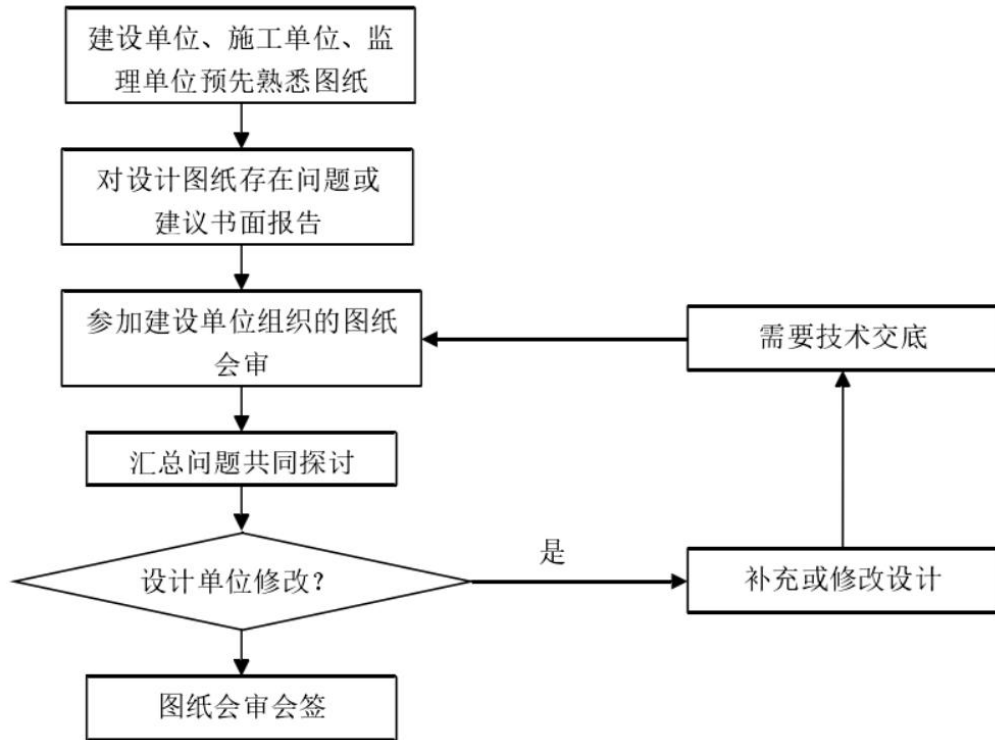 建设单位、施工单位、监
理单位预先熟悉图纸
对设计图纸存在问题或
建议书面报告
参加建设单位组织的图纸
会审
需要技术交底
汇总问题共同探讨
设计单位修改?
是
补充或修改设计
图纸会审会签